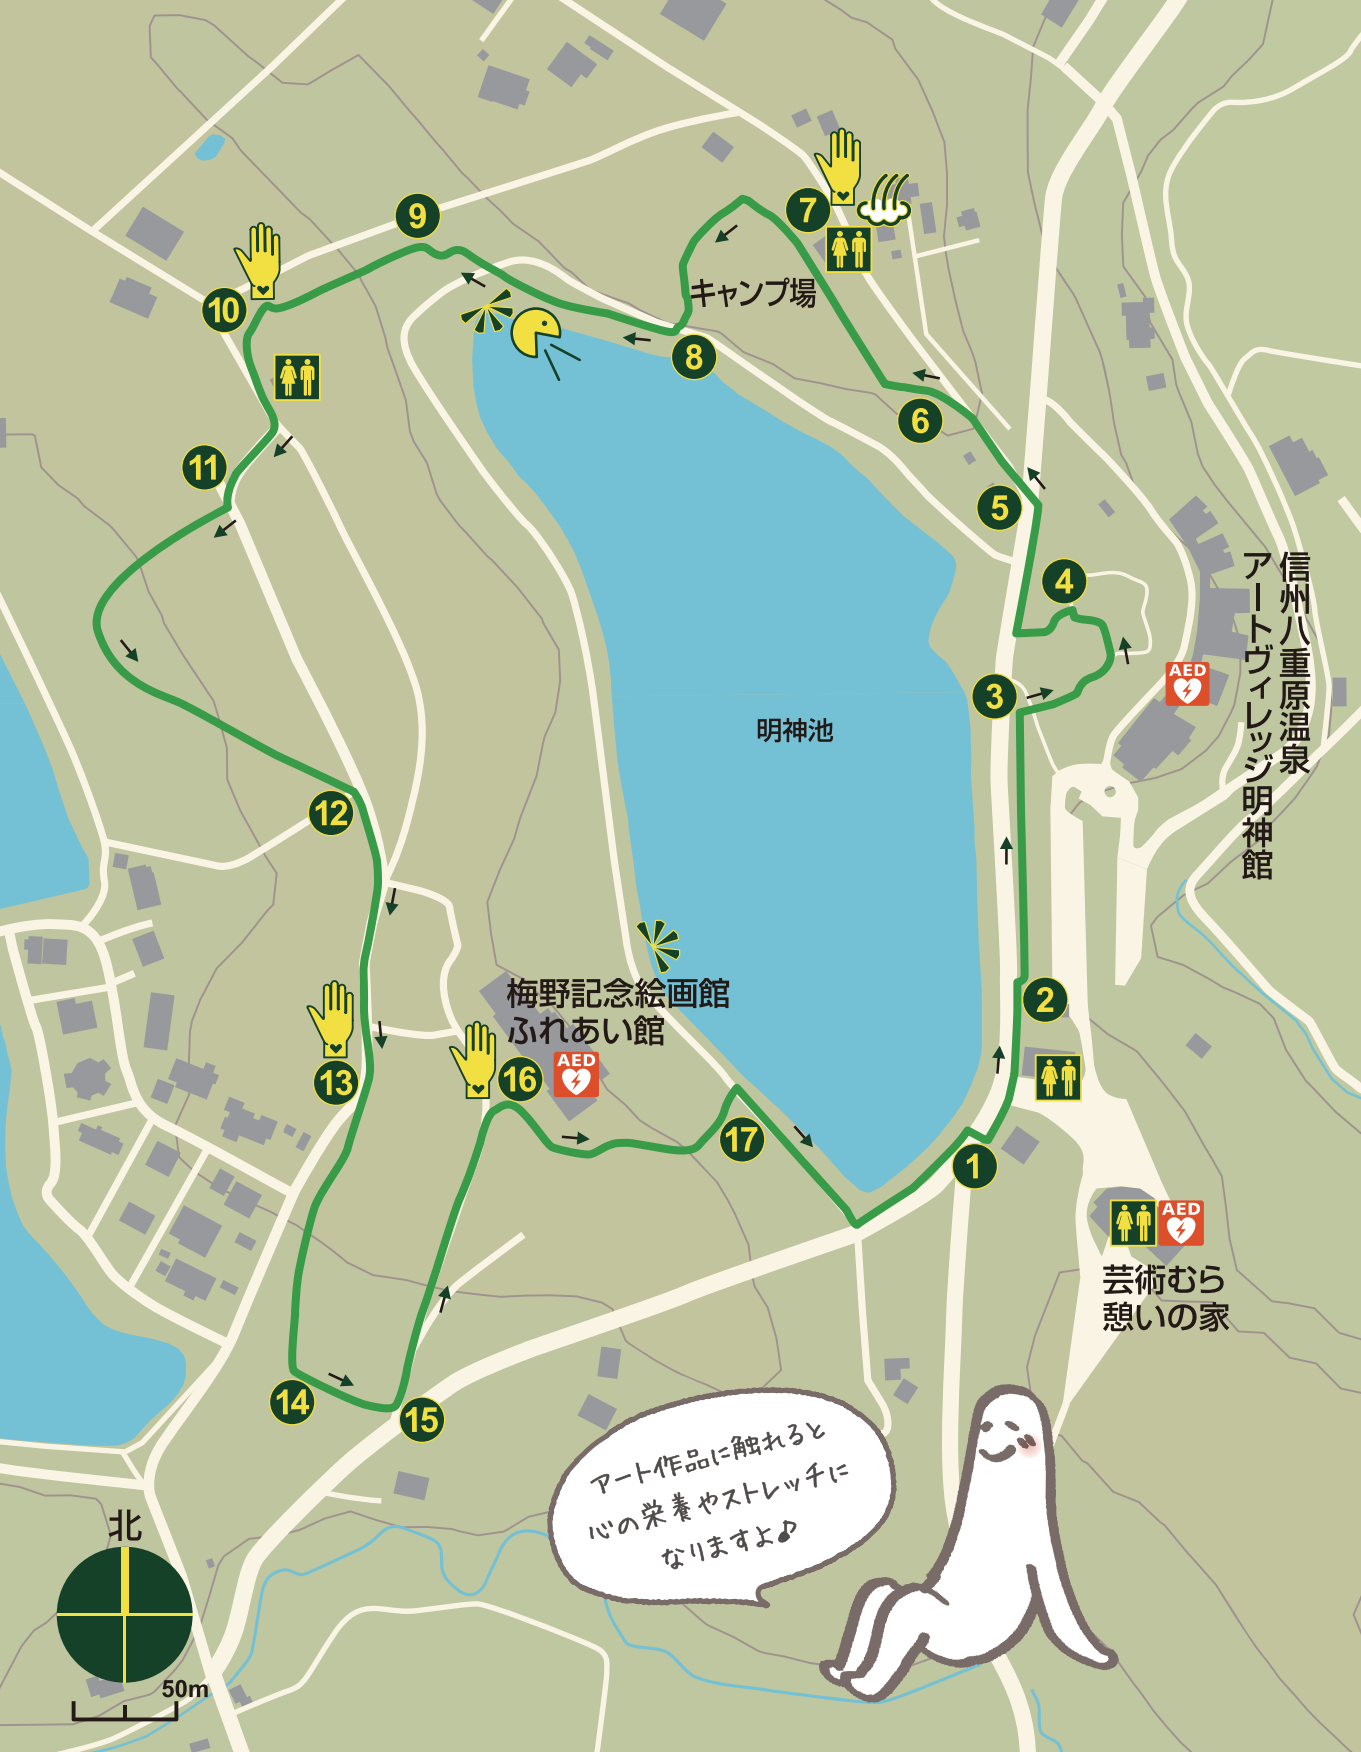 7
9
キャンプ場
10
8
6
11
5
4
信州八重原温泉
アートヴィレッジ明神館
AED
3
明神池
12
梅野記念絵画館
ふれあい館
2
13
16
AED
17
1
AED
芸術むら
憩いの家
14
15
アート作品に触れると
心の栄養やストレッチに
なりますよ♪
北
50m